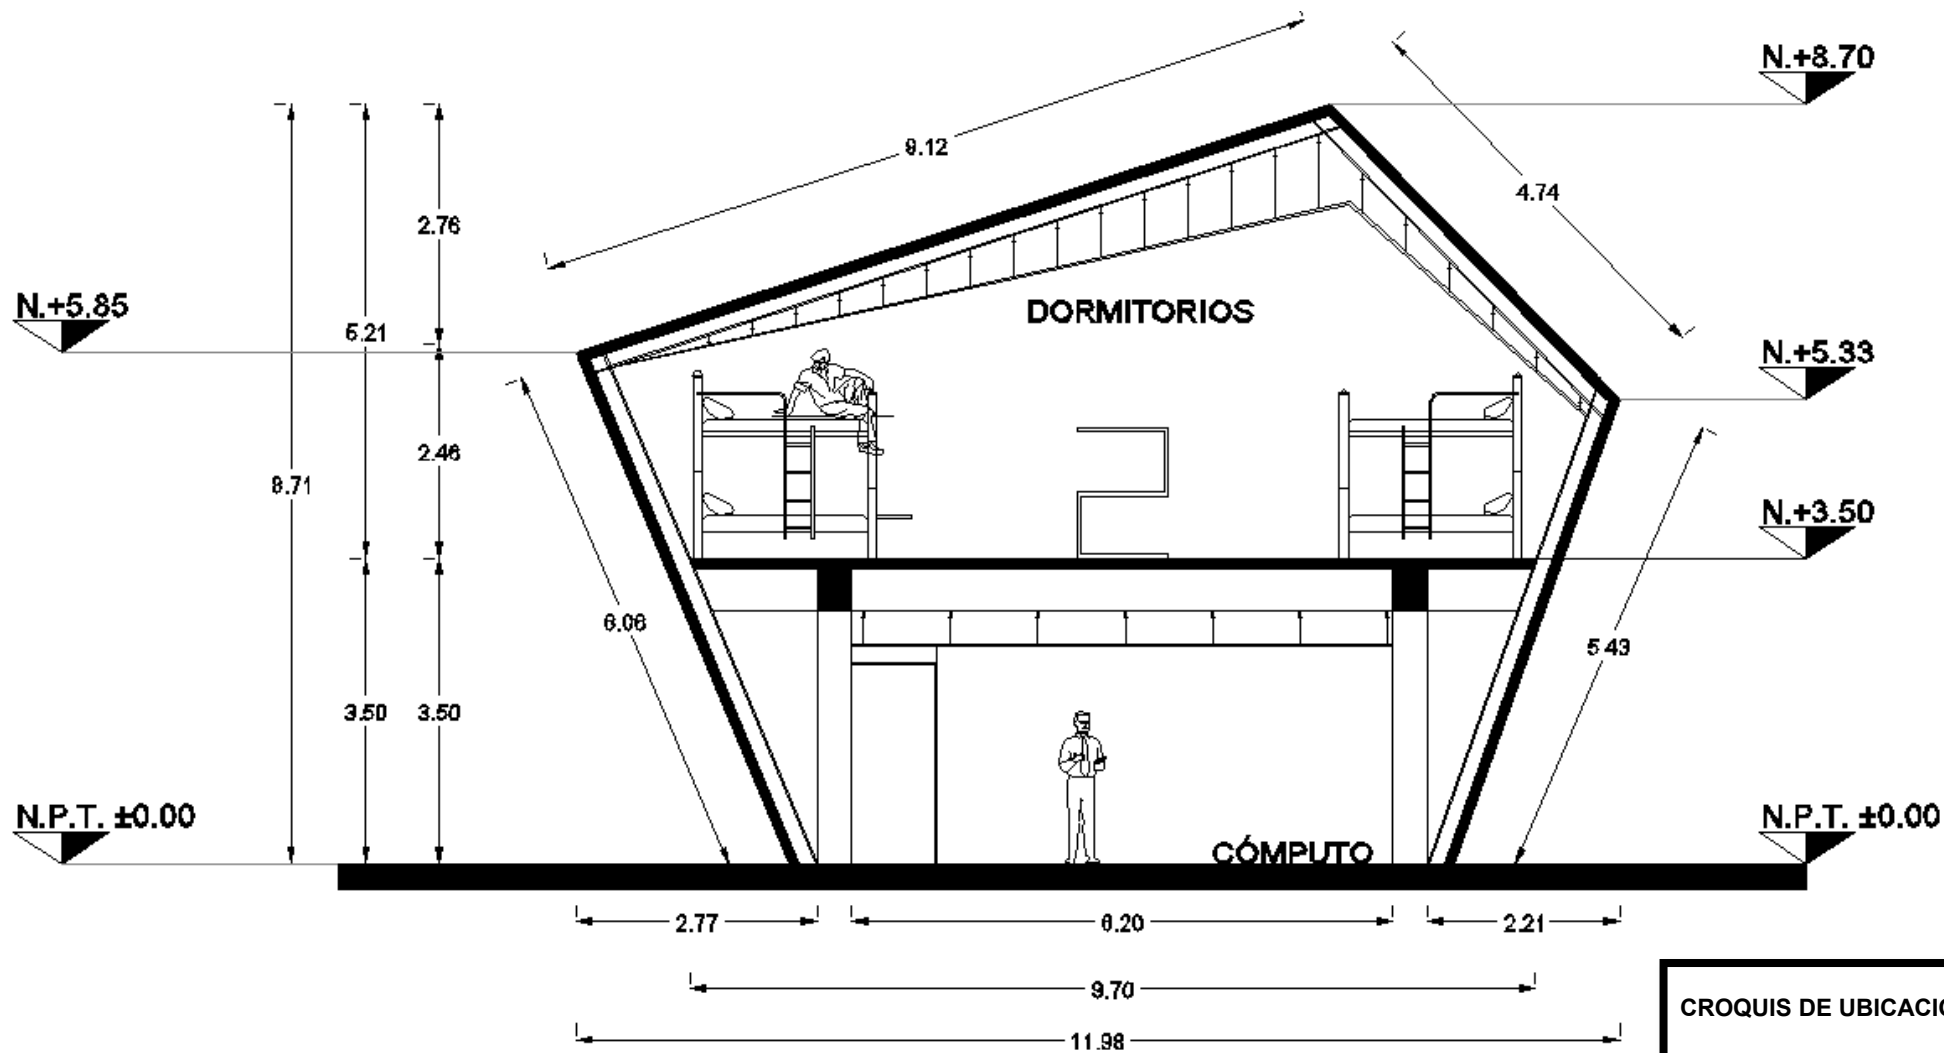 N.+8.70
9.12
4.74
2.76
N.+5.85
DORMITORIOS
5.21
N.+5.33
2.46
8.71
N.+3.50
6.06
5.43
3.50
3.50
N.P.T. ±0.00
N.P.T. ±0.00
CÓMPUTO
2.77
6.20
2.21
9.70
CROQUIS DE UBICACIÓ
11.98